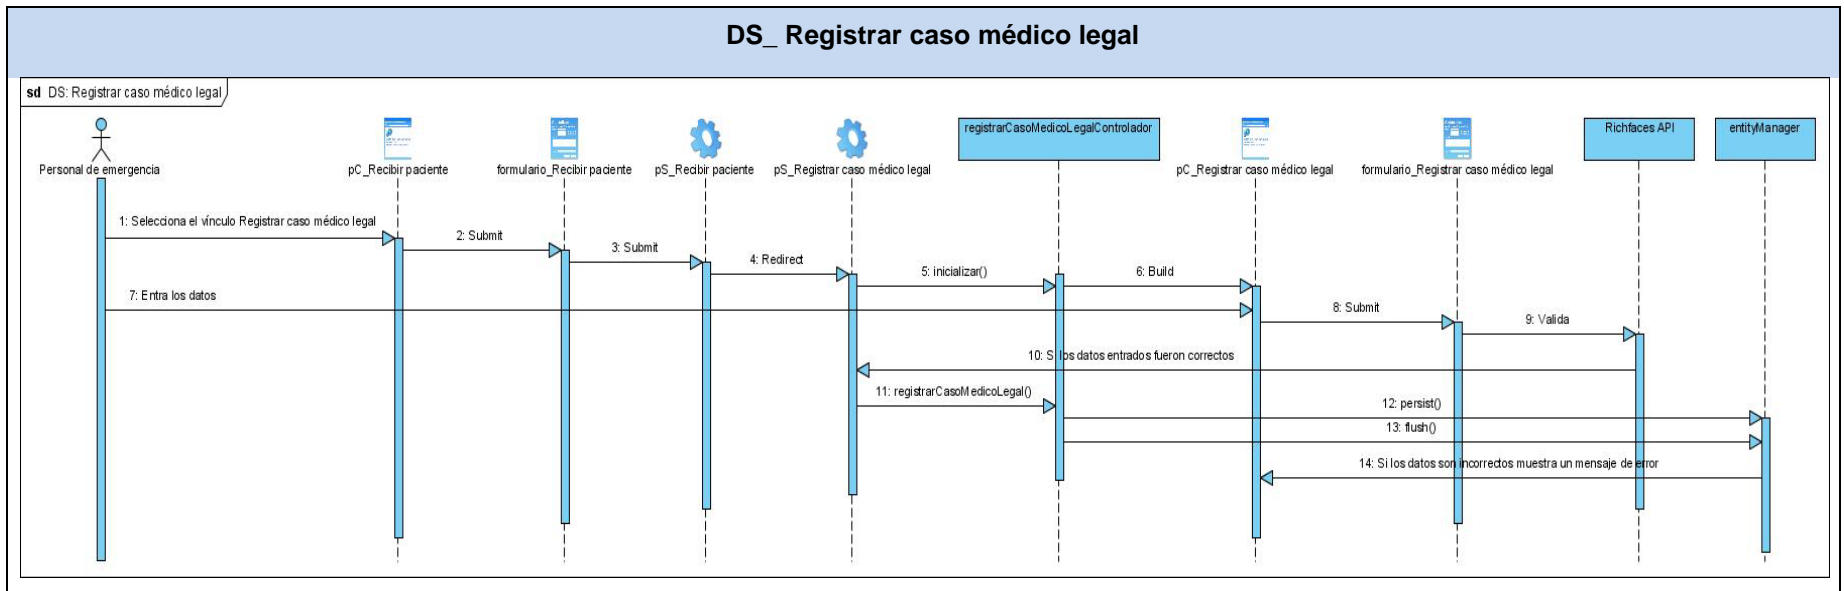 DS_ Registrar caso médico legal
sd DS: Registrar caso médico legal
Personal de emergencia
pC_Recibir paciente
formulario_Recibir paciente
pS_Recibir paciente
pS_Registrar caso médico legal
registrarCasoMedicoLegalControlador
pC_Registrar caso médico legal
formulario_Registrar caso médico legal
Richfaces API
entityManager
1: Selecciona el vínculo Registrar caso médico legal
2: Submit
3: Submit
4: Redirect
5: inicializar()
6: Build
7: Entra los datos
8: Submit
9: Valida
10: Si los datos entrados fueron correctos
11: registrarCasoMedicoLegal()
12: persist()
13: flush()
14: Si los datos son incorrectos muestra un mensaje de error